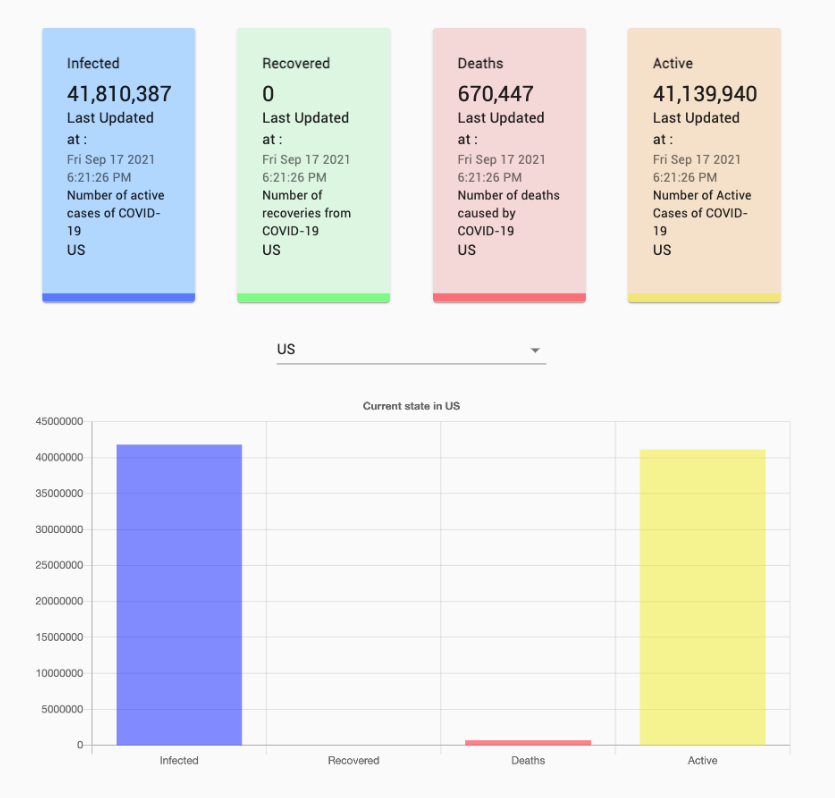 Infected
41,810,387
Last Updated
at :
Fri Sep 17 2021
6:21:26 PM
Number of active
cases of COVID-
19
US
Recovered
0
Last Updated
at :
Fri Sep 17 2021
6:21:26 PM
Number of
recoveries from
COVID-19
US
Deaths
670,447
Last Updated
at :
Fri Sep 17 2021
6:21:26 PM
Number of deaths
caused by
COVID-19
US
Active
41,139,940
Last Updated
at :
Fri Sep 17 2021
6:21:26 PM
Number of Active
Cases of COVID-
19
US
US
Current state in US
45000000
40000000
35000000
30000000
25000000
20000000
15000000
10000000
5000000
0
Infected
Recovered
Deaths
Active